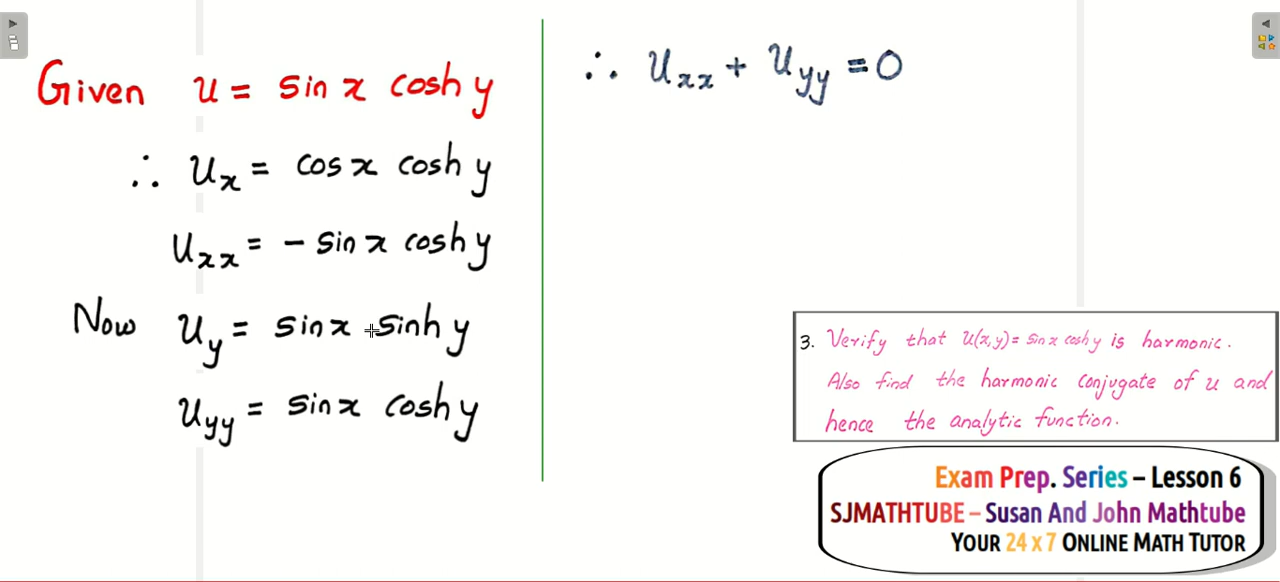 Given u = sin x cosh y
∴ u_x = cos x cosh y
u_xx = - sin x cosh y
Now u_y = sin x sinh y
u_yy = sin x cosh y
∴ u_xx + u_yy = 0
3. Verify that u(x,y) = sin x cosh y is harmonic.
Also find the harmonic conjugate of u and
hence the analytic function.
Exam Prep. Series – Lesson 6
SJMATHTUBE – Susan And John Mathtube
YOUR 24 x 7 ONLINE MATH TUTOR